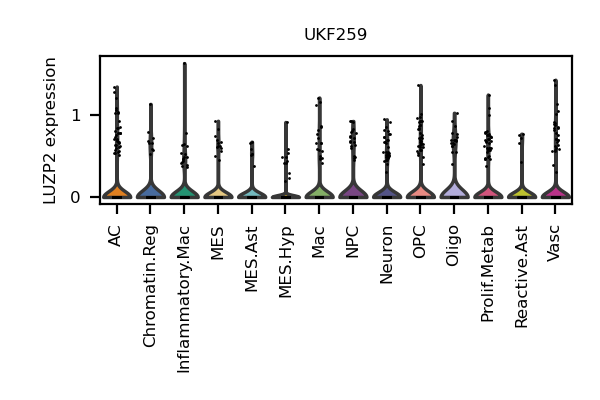 UKF259
LUZP2 expression
1
0
AC
Chromatin.Reg
Inflammatory.Mac
MES
MES.Ast
MES.Hyp
Mac
NPC
Neuron
OPC
Oligo
Prolif.Metab
Reactive.Ast
Vasc